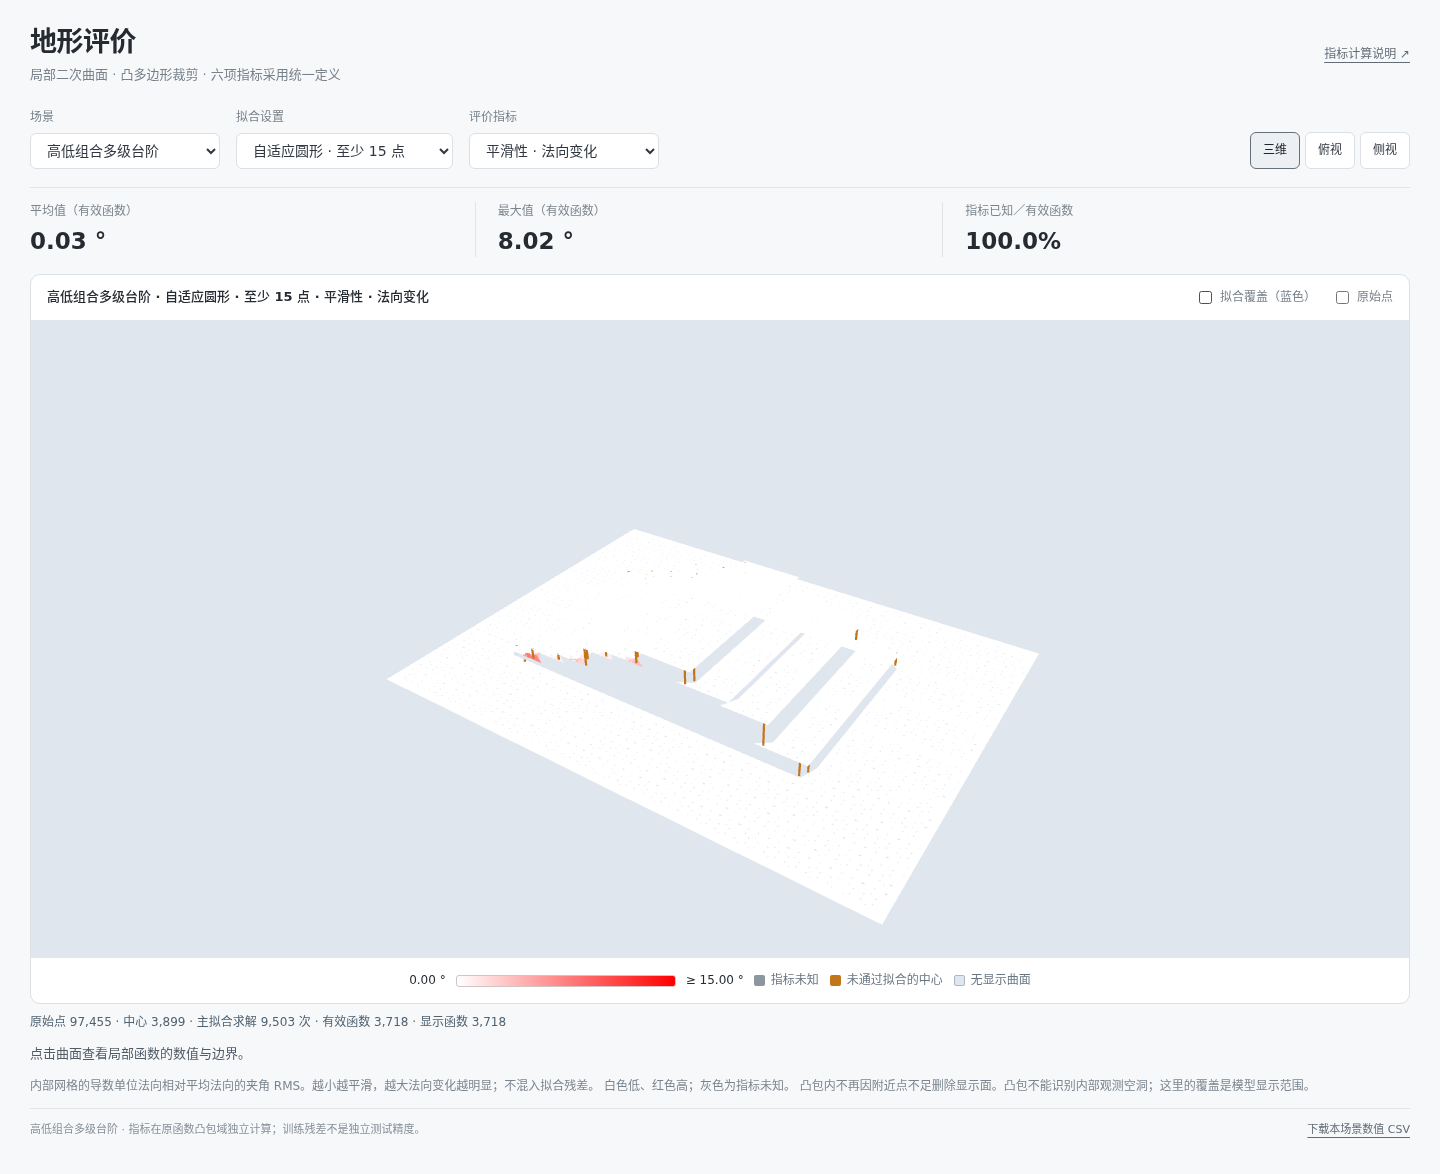 地形评价
局部二次曲面 · 凸多边形裁剪 · 六项指标采用统一定义
指标计算说明 ↗
场景
拟合设置
评价指标
高低组合多级台阶
自适应圆形 · 至少 15 点
平滑性 · 法向变化
三维
俯视
侧视
平均值（有效函数）
最大值（有效函数）
指标已知／有效函数
0.03 °
8.02 °
100.0%
高低组合多级台阶 · 自适应圆形 · 至少 15 点 · 平滑性 · 法向变化
拟合覆盖（蓝色）
原始点
0.00 °
≥ 15.00 °
指标未知
未通过拟合的中心
无显示曲面
原始点 97,455 · 中心 3,899 · 主拟合求解 9,503 次 · 有效函数 3,718 · 显示函数 3,718
点击曲面查看局部函数的数值与边界。
内部网格的导数单位法向相对平均法向的夹角 RMS。越小越平滑，越大法向变化越明显；不混入拟合残差。 白色低、红色高；灰色为指标未知。 凸包内不再因附近点不足删除显示面。凸包不能识别内部观测空洞；这里的覆盖是模型显示范围。
高低组合多级台阶 · 指标在原函数凸包域独立计算；训练残差不是独立测试精度。
下载本场景数值 CSV